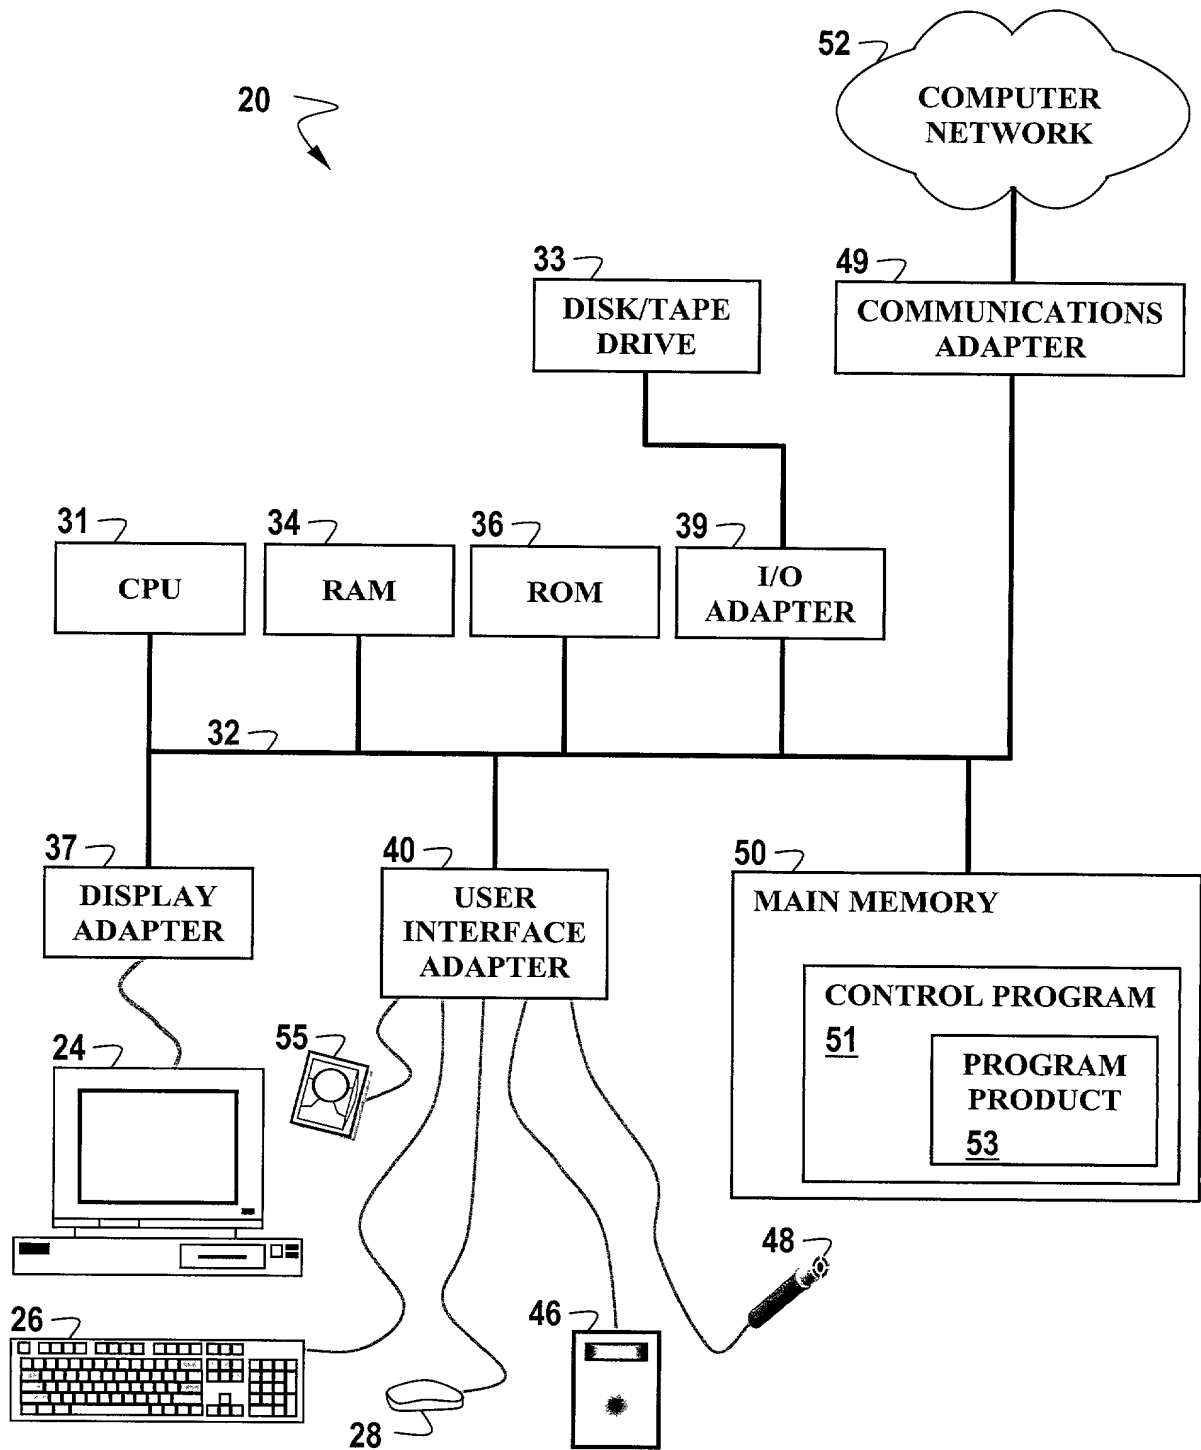 52
COMPUTER
NETWORK
20
33
DISK/TAPE
DRIVE
49
COMMUNICATIONS
ADAPTER
31
CPU
34
RAM
36
ROM
39
I/O
ADAPTER
32
37
DISPLAY
ADAPTER
40
USER
INTERFACE
ADAPTER
50
MAIN MEMORY
CONTROL PROGRAM
51
PROGRAM
PRODUCT
53
24
55
48
26
28
46